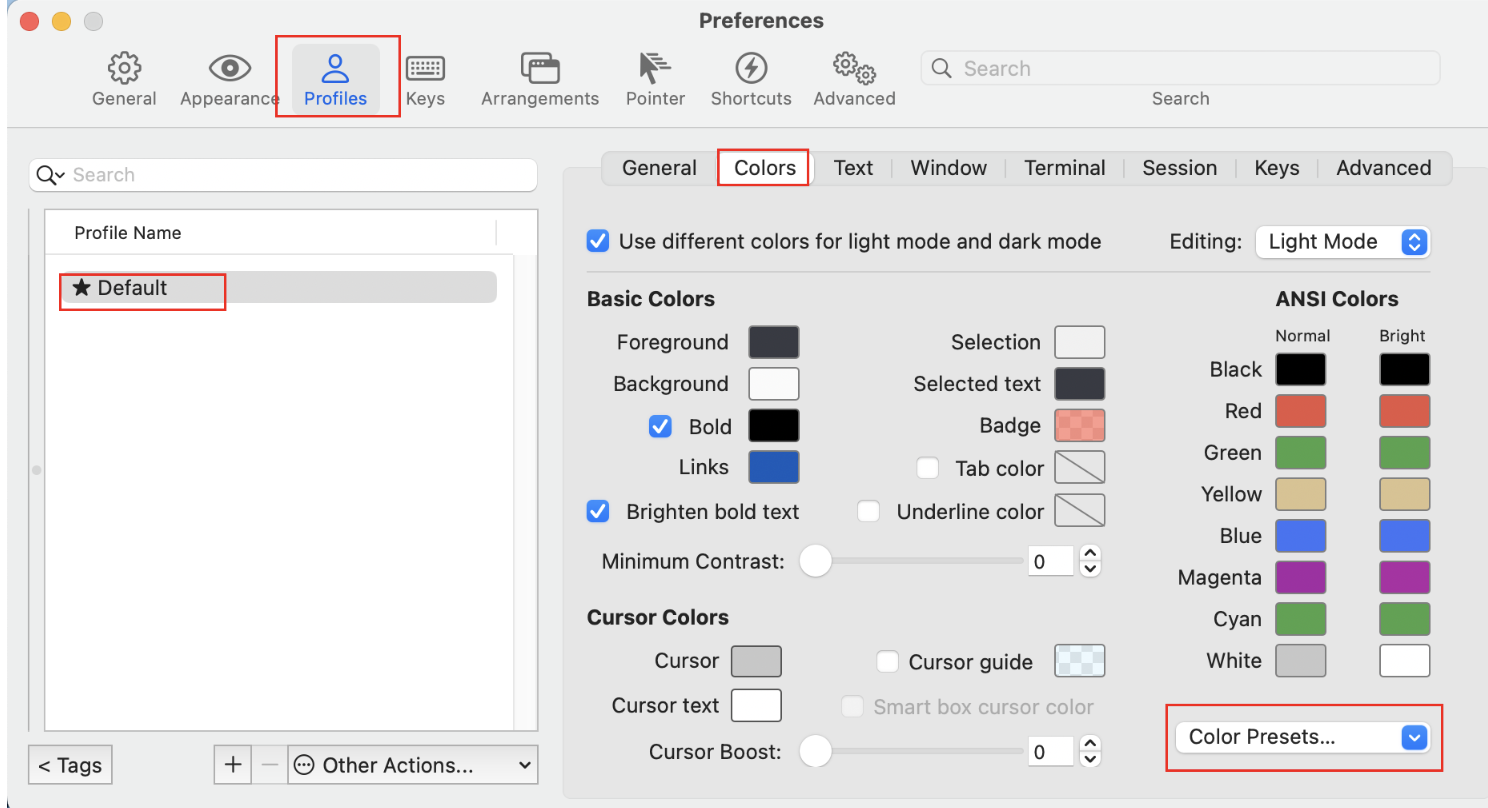 Preferences
General
Appearance
Profiles
Keys
Arrangements
Pointer
Shortcuts
Advanced
Search
Search
Search
Profile Name
★ Default
< Tags
+
−
Other Actions...
General
Colors
Text
Window
Terminal
Session
Keys
Advanced
Use different colors for light mode and dark mode
Editing: Light Mode
Basic Colors
Foreground
Background
Bold
Links
Brighten bold text
Selection
Selected text
Badge
Tab color
Underline color
Minimum Contrast: 0
Cursor Colors
Cursor
Cursor text
Cursor guide
Smart box cursor color
Cursor Boost: 0
ANSI Colors
Normal Bright
Black
Red
Green
Yellow
Blue
Magenta
Cyan
White
Color Presets...